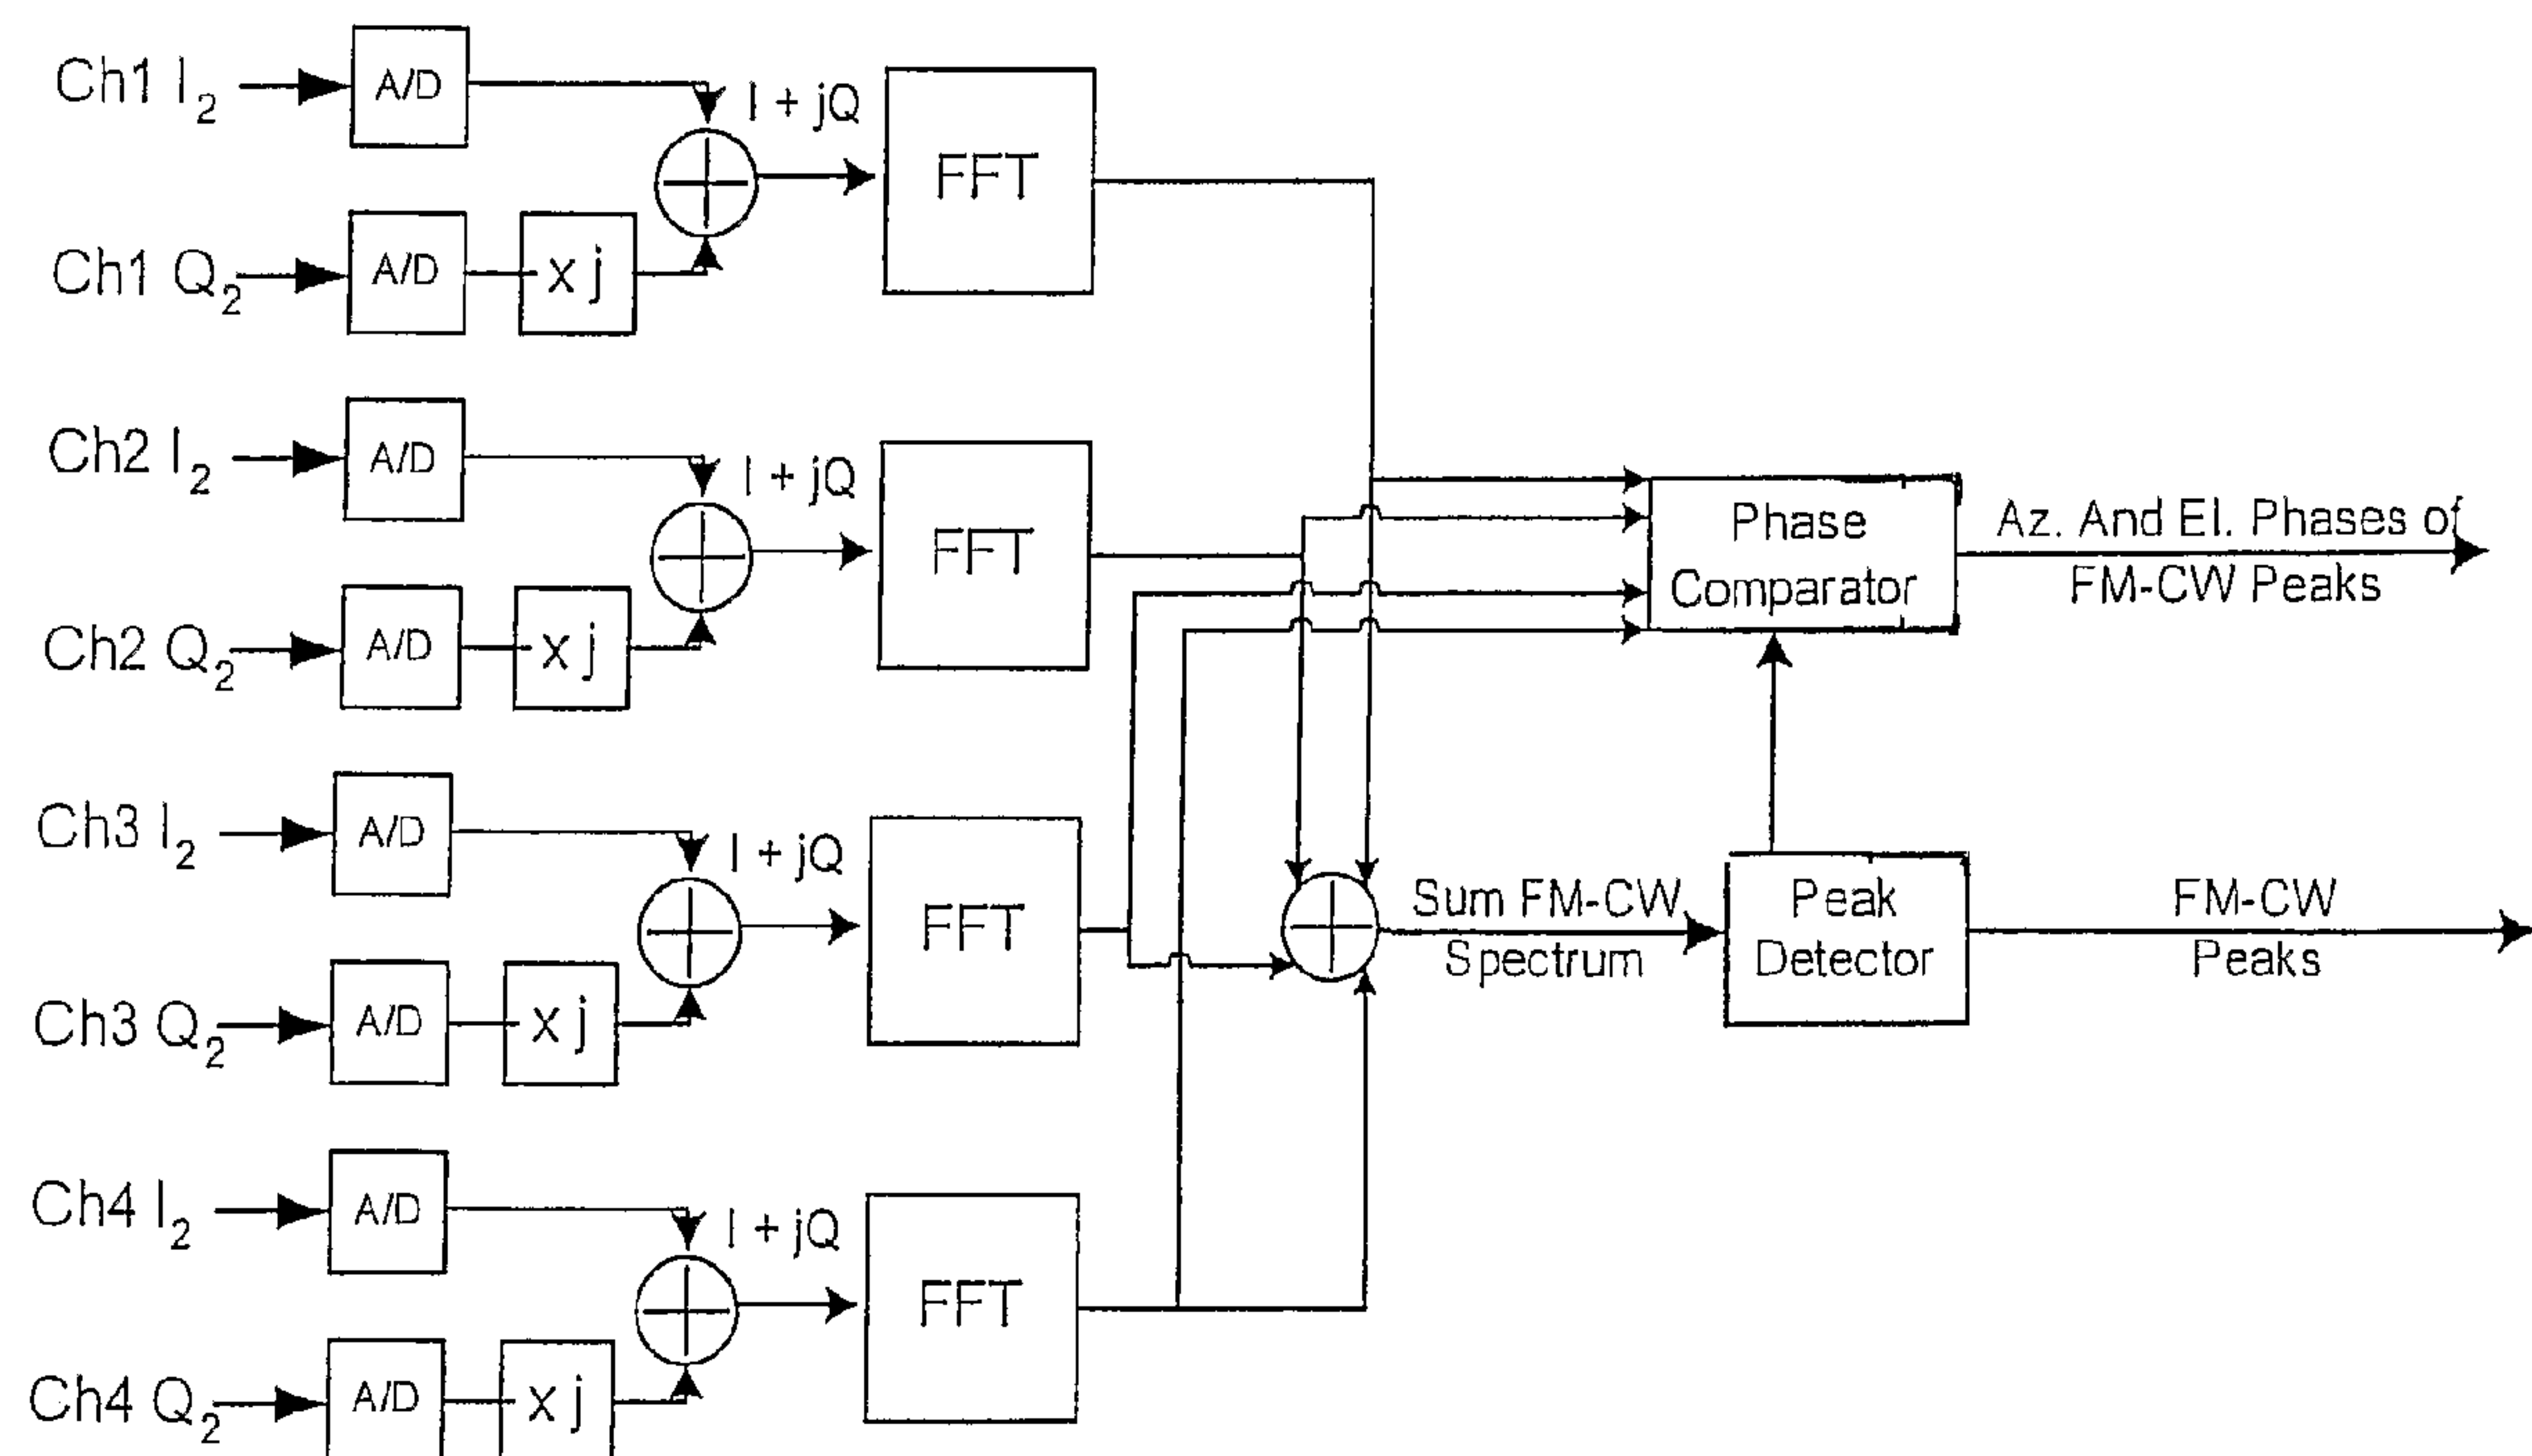 Ch1 I2
A/D
I + jQ
FFT
Ch1 Q2
A/D
x j
Ch2 I2
A/D
I + jQ
FFT
Ch2 Q2
A/D
x j
Phase
Comparator
Az. And El. Phases of
FM-CW Peaks
Ch3 I2
A/D
I + jQ
FFT
Ch3 Q2
A/D
x j
Sum FM-CW
Spectrum
Peak
Detector
FM-CW
Peaks
Ch4 I2
A/D
I + jQ
FFT
Ch4 Q2
A/D
x j